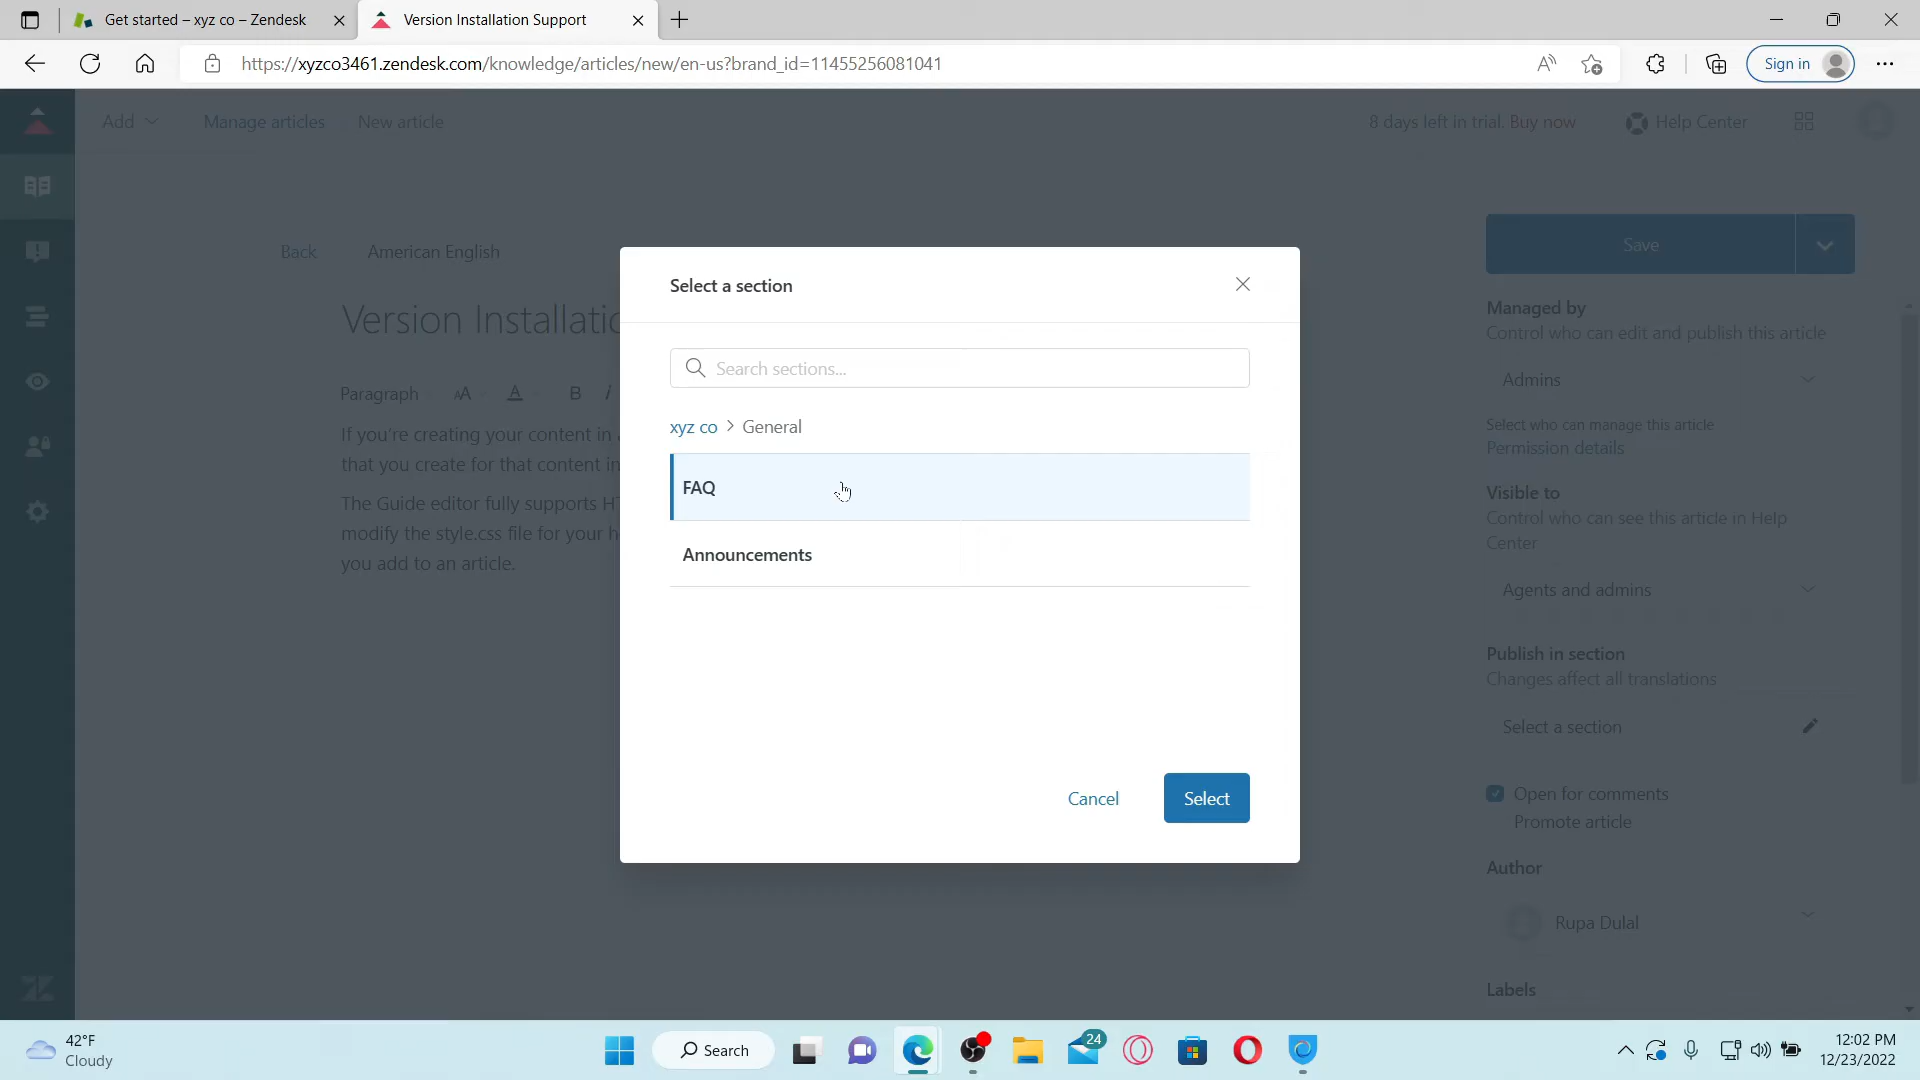 Get started – xyz co – Zendesk
Version Installation Support
https://xyzco3461.zendesk.com/knowledge/articles/new/en-us?brand_id=11455256081041
Sign in
Add
Manage articles
New article
8 days left in trial. Buy now
Help Center
Back
American English
Save
Select a section
Version Installatio
Managed by
Control who can edit and publish this article
Search sections...
Paragraph
Admins
xyz co > General
If you're creating your content in
Select who can manage this article
that you create for that content in
Permission details
FAQ
The Guide editor fully supports HT
Visible to
modify the style.css file for your h
Control who can see this article in Help
Center
Announcements
you add to an article.
Agents and admins
Publish in section
Changes affect all translations
Select a section
Cancel
Select
Open for comments
Promote article
Author
Rupa Dulal
Labels
42°F
Cloudy
Search
24
12:02 PM
12/23/2022